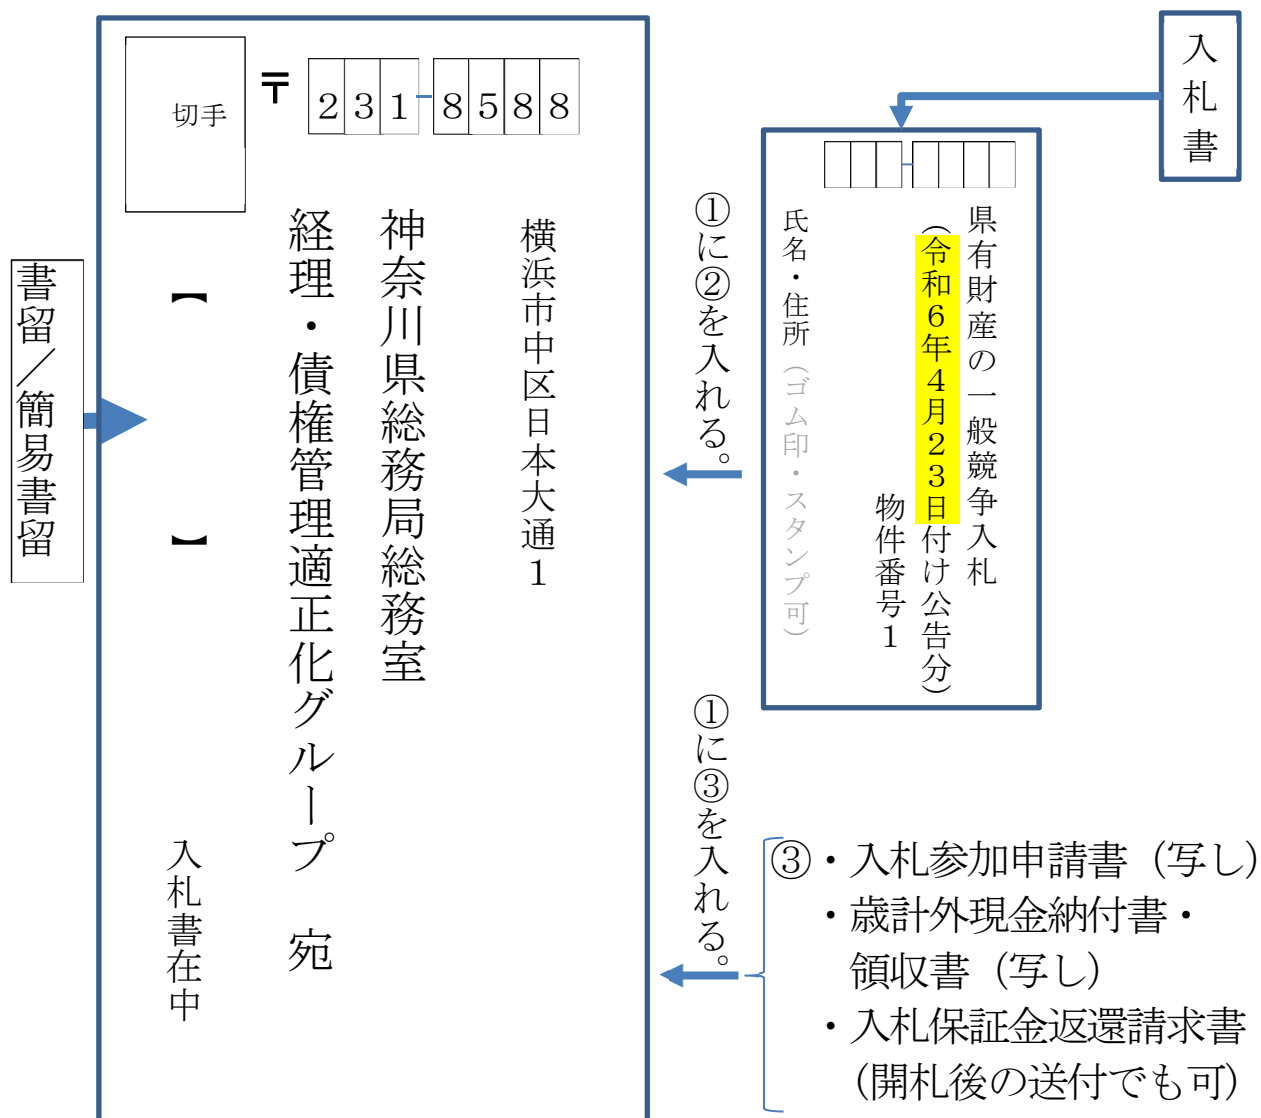 入札書
県有財産の一般競争入札
（令和６年４月２３日付け公告分）
物件番号１
氏名・住所（ゴム印・スタンプ可）
①に②を入れる。
切手
〒 ２３１-８５８８
横浜市中区日本大通１
神奈川県総務局総務室
経理・債権管理適正化グループ　宛
【　　　　】
入札書在中
書留／簡易書留
①に③を入れる。
③・入札参加申請書（写し）
・歳計外現金納付書・
領収書（写し）
・入札保証金返還請求書
（開札後の送付でも可）